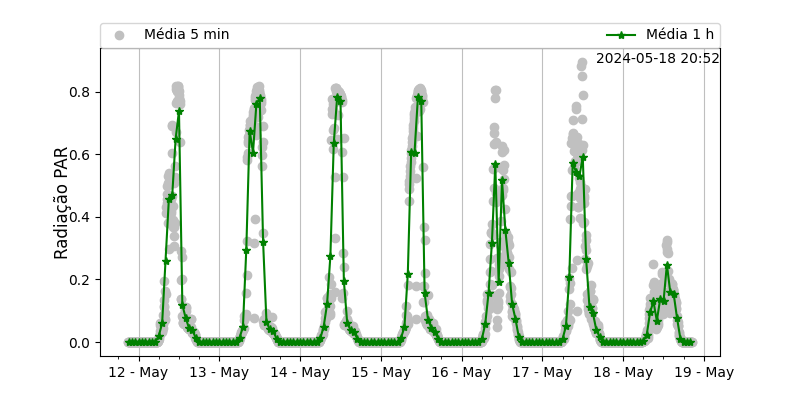 Média 5 min
Média 1 h
2024-05-18 20:52
Radiação PAR
0.8
0.6
0.4
0.2
0.0
12 - May
13 - May
14 - May
15 - May
16 - May
17 - May
18 - May
19 - May